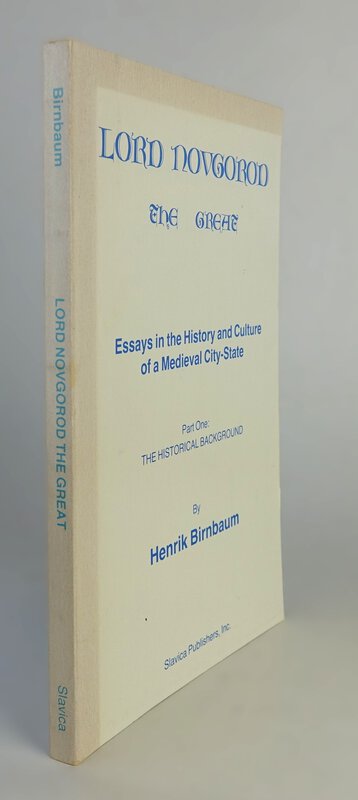 Birnbaum
LORD NOVGOROD THE GREAT
Slavica
LORD NOVGOROD
THE GREAT
Essays in the History and Culture
of a Medieval City-State
Part One:
THE HISTORICAL BACKGROUND
By
Henrik Birnbaum
Slavica Publishers, Inc.